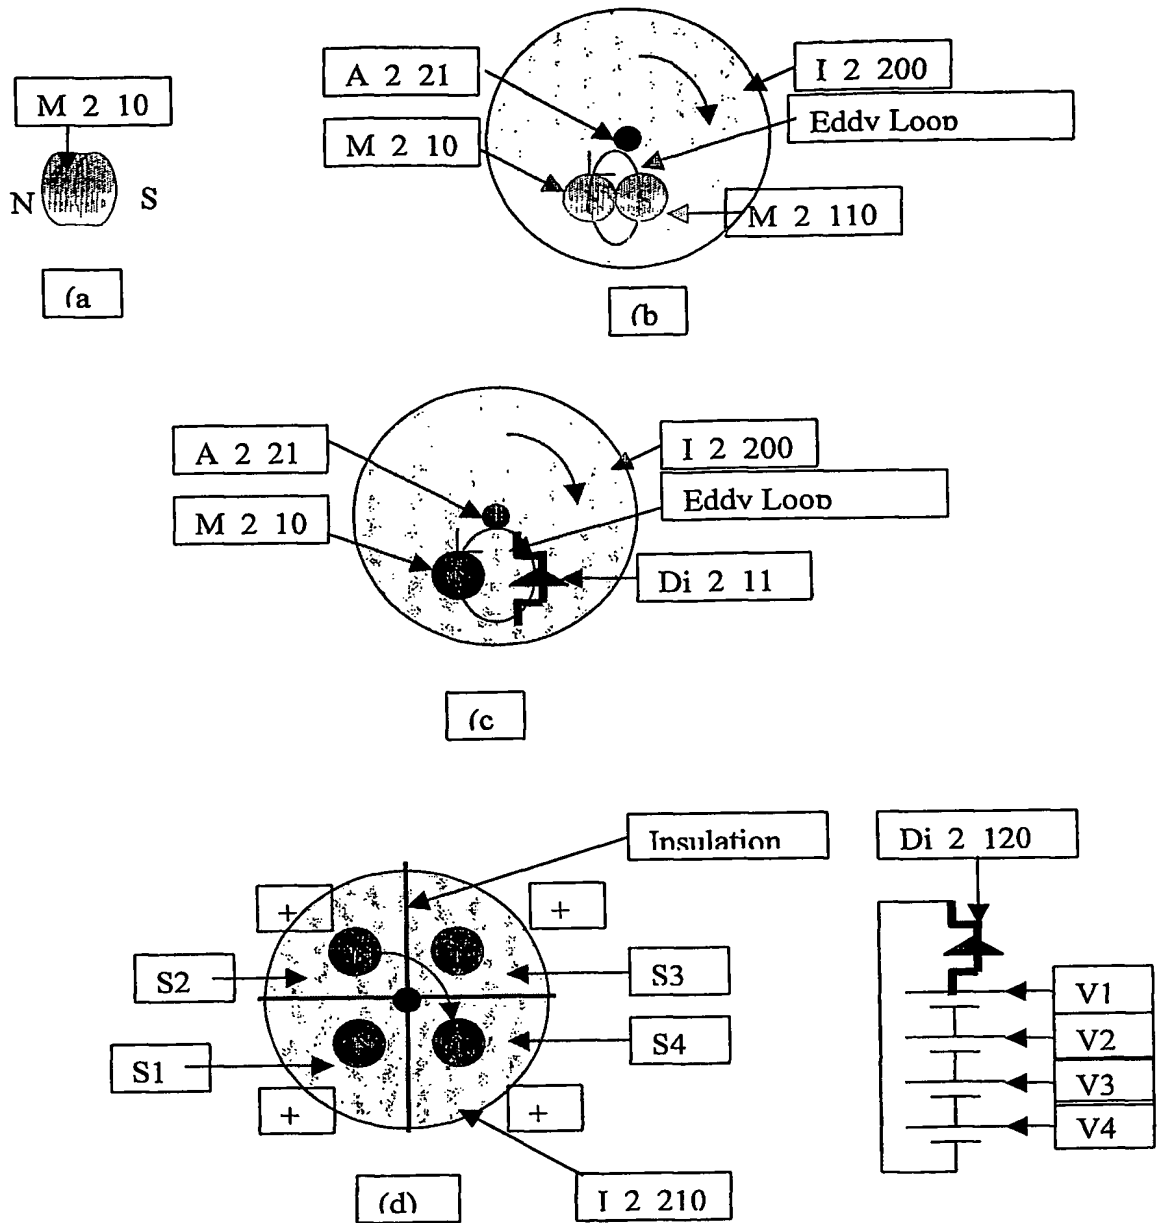 M 2 10
N S
(a
A 2 21
M 2 10
I 2 200
Eddy Loop
M 2 110
(b
A 2 21
M 2 10
I 2 200
Eddy Loop
Di 2 11
(c
Insulation
+
+
S2
S3
S1
S4
+
+
I 2 210
(d)
Di 2 120
V1
V2
V3
V4